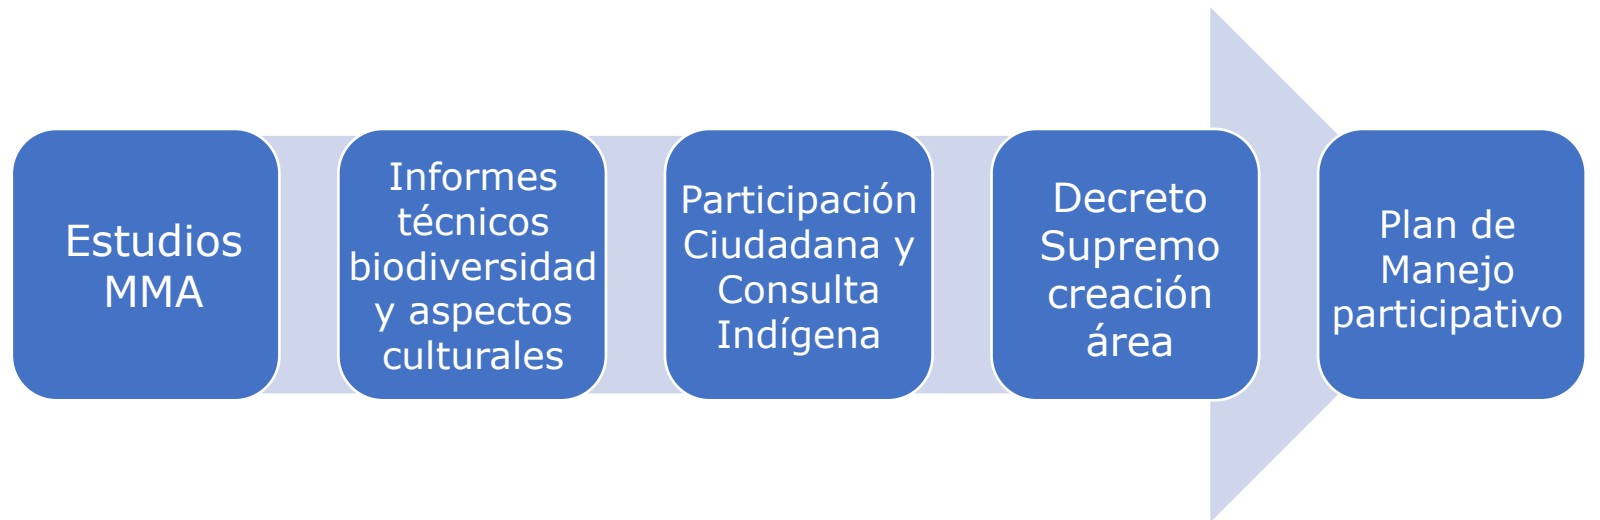 Estudios
MMA
Informes
técnicos
biodiversidad
y aspectos
culturales
Participación
Ciudadana y
Consulta
Indígena
Decreto
Supremo
creación
área
Plan de
Manejo
participativo